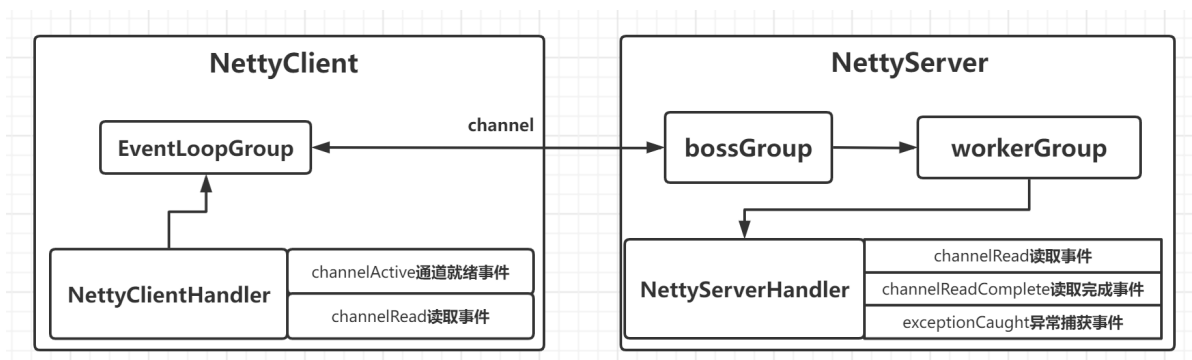 NettyClient
EventLoopGroup
channel
NettyClientHandler
channelActive通道就绪事件
channelRead读取事件
NettyServer
bossGroup
workerGroup
NettyServerHandler
channelRead读取事件
channelReadComplete读取完成事件
exceptionCaught异常捕获事件